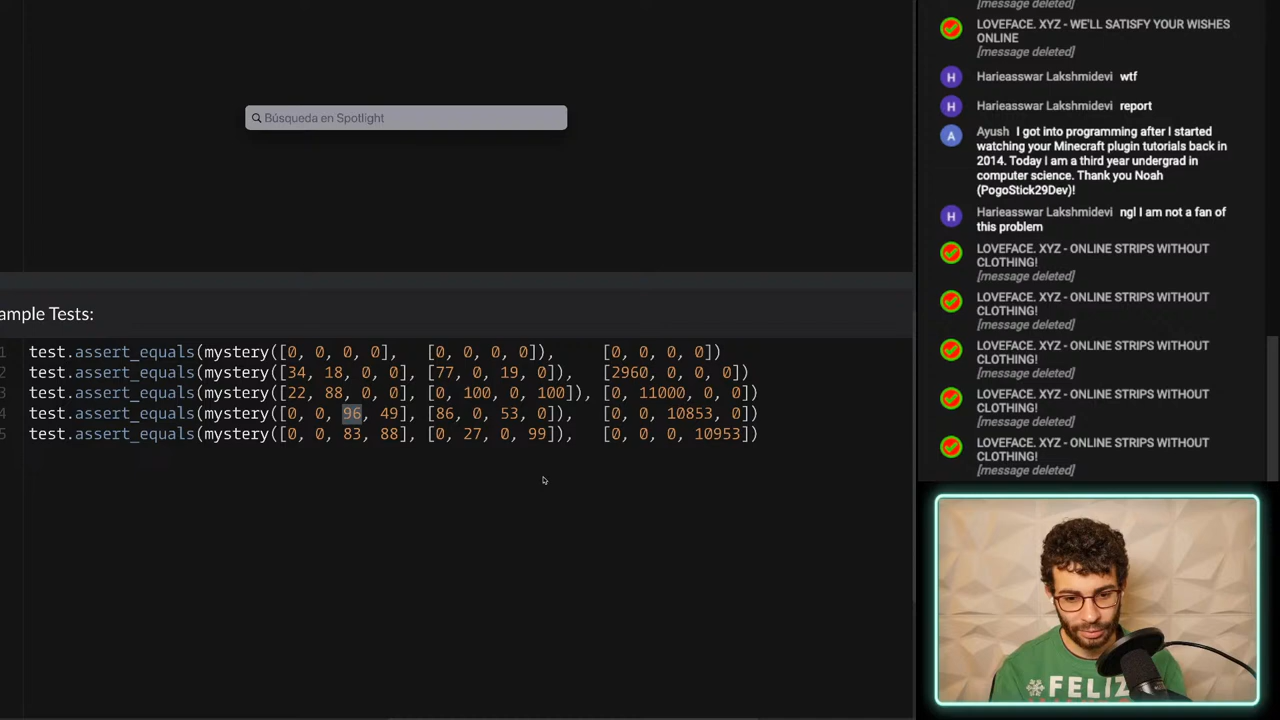 Búsqueda en Spotlight
ample Tests:
1 test.assert_equals(mystery([0, 0, 0, 0], [0, 0, 0, 0]), [0, 0, 0, 0])
2 test.assert_equals(mystery([34, 18, 0, 0], [77, 0, 19, 0]), [2960, 0, 0, 0])
3 test.assert_equals(mystery([22, 88, 0, 0], [0, 100, 0, 100]), [0, 11000, 0, 0])
4 test.assert_equals(mystery([0, 0, 96, 49], [86, 0, 53, 0]), [0, 0, 10853, 0])
5 test.assert_equals(mystery([0, 0, 83, 88], [0, 27, 0, 99]), [0, 0, 0, 10953])
[message deleted]
LOVEFACE. XYZ - WE'LL SATISFY YOUR WISHES
ONLINE
[message deleted]
H Harieasswar Lakshmidevi wtf
H Harieasswar Lakshmidevi report
A Ayush I got into programming after I started
watching your Minecraft plugin tutorials back in
2014. Today I am a third year undergrad in
computer science. Thank you Noah
(PogoStick29Dev)!
H Harieasswar Lakshmidevi ngl I am not a fan of
this problem
LOVEFACE. XYZ - ONLINE STRIPS WITHOUT
CLOTHING!
[message deleted]
LOVEFACE. XYZ - ONLINE STRIPS WITHOUT
CLOTHING!
[message deleted]
LOVEFACE. XYZ - ONLINE STRIPS WITHOUT
CLOTHING!
[message deleted]
LOVEFACE. XYZ - ONLINE STRIPS WITHOUT
CLOTHING!
[message deleted]
LOVEFACE. XYZ - ONLINE STRIPS WITHOUT
CLOTHING!
[message deleted]
FELIZ